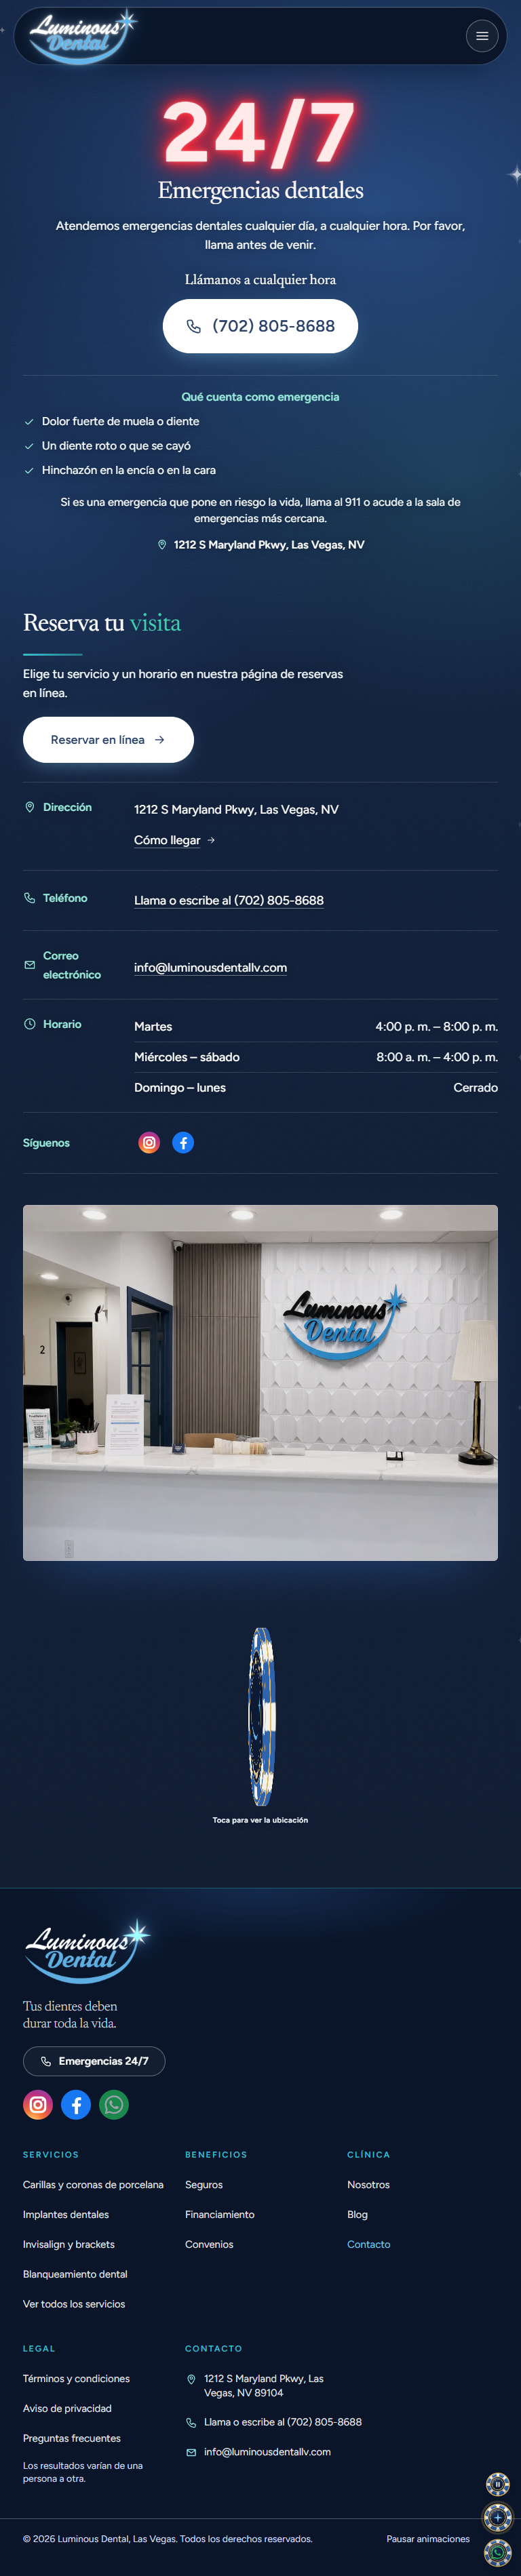 Luminous
Dental
24/7
Emergencias dentales
Atendemos emergencias dentales cualquier día, a cualquier hora. Por favor,
llama antes de venir.
Llámanos a cualquier hora
(702) 805-8688
Qué cuenta como emergencia
Dolor fuerte de muela o diente
Un diente roto o que se cayó
Hinchazón en la encía o en la cara
Si es una emergencia que pone en riesgo la vida, llama al 911 o acude a la sala de
emergencias más cercana.
1212 S Maryland Pkwy, Las Vegas, NV
Reserva tu visita
Elige tu servicio y un horario en nuestra página de reservas
en línea.
Reservar en línea
Dirección
1212 S Maryland Pkwy, Las Vegas, NV
Cómo llegar
Teléfono
Llama o escribe al (702) 805-8688
Correo
electrónico
info@luminousdentallv.com
Horario
Martes 4:00 p. m. – 8:00 p. m.
Miércoles – sábado 8:00 a. m. – 4:00 p. m.
Domingo – lunes Cerrado
Síguenos
Luminous
Dental
2
Toca para ver la ubicación
Luminous
Dental
Tus dientes deben
durar toda la vida.
Emergencias 24/7
SERVICIOS
Carillas y coronas de porcelana
Implantes dentales
Invisalign y brackets
Blanqueamiento dental
Ver todos los servicios
BENEFICIOS
Seguros
Financiamiento
Convenios
CLÍNICA
Nosotros
Blog
Contacto
LEGAL
Términos y condiciones
Aviso de privacidad
Preguntas frecuentes
Los resultados varían de una
persona a otra.
CONTACTO
1212 S Maryland Pkwy, Las
Vegas, NV 89104
Llama o escribe al (702) 805-8688
info@luminousdentallv.com
© 2026 Luminous Dental, Las Vegas. Todos los derechos reservados.
Pausar animaciones